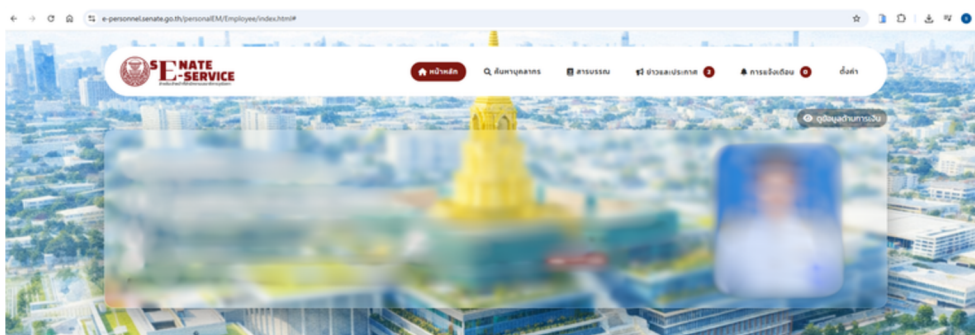 e-personnel.senate.go.th/personalEM/Employee/index.html#
SENATE
E-SERVICE
หน้าหลัก
ค้นหาบุคลากร
สารบรรณ
ข่าวและประกาศ 3
การแจ้งเตือน 0
ตั้งค่า
ดูข้อมูลด้านการเงิน